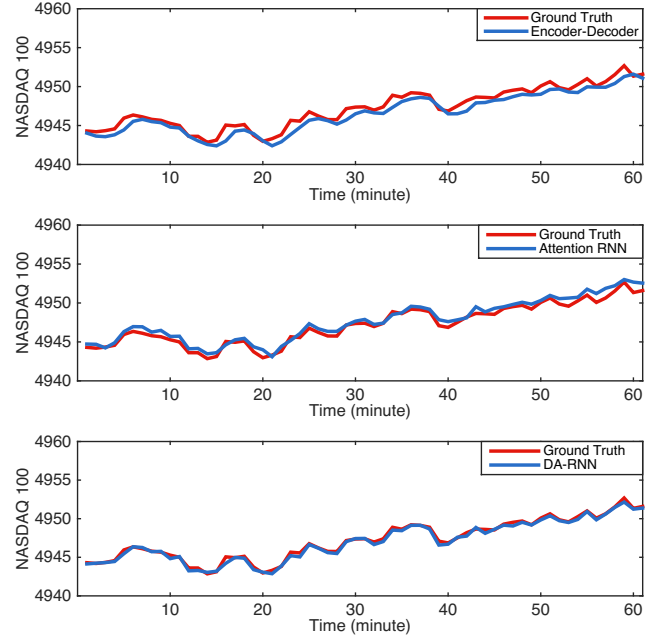 4960
4955
4950
4945
4940
NASDAQ 100
Ground Truth
Encoder-Decoder
10 20 30 40 50 60
Time (minute)
4960
4955
4950
4945
4940
NASDAQ 100
Ground Truth
Attention RNN
10 20 30 40 50 60
Time (minute)
4960
4955
4950
4945
4940
NASDAQ 100
Ground Truth
DA-RNN
10 20 30 40 50 60
Time (minute)